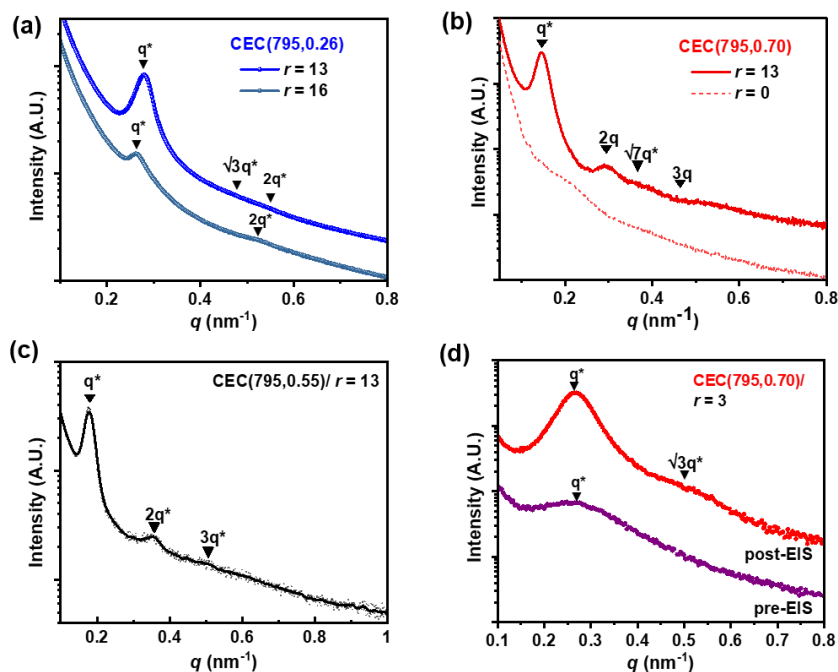 (a)
CEC(795,0.26)
r = 13
r = 16
q*
q*
√3q*
2q*
2q*
Intensity (A.U.)
0.2
0.4
0.6
0.8
q (nm-1)
(b)
CEC(795,0.70)
r = 13
r = 0
q*
2q
√7q*
3q
Intensity (A.U.)
0.2
0.4
0.6
0.8
q (nm-1)
(c)
CEC(795,0.55)/ r = 13
q*
2q*
3q*
Intensity (A.U.)
0.2
0.4
0.6
0.8
1
q (nm-1)
(d)
CEC(795,0.70)/
r = 3
q*
√3q*
q*
post-EIS
pre-EIS
Intensity (A.U.)
0.1
0.2
0.3
0.4
0.5
0.6
0.7
0.8
q (nm-1)